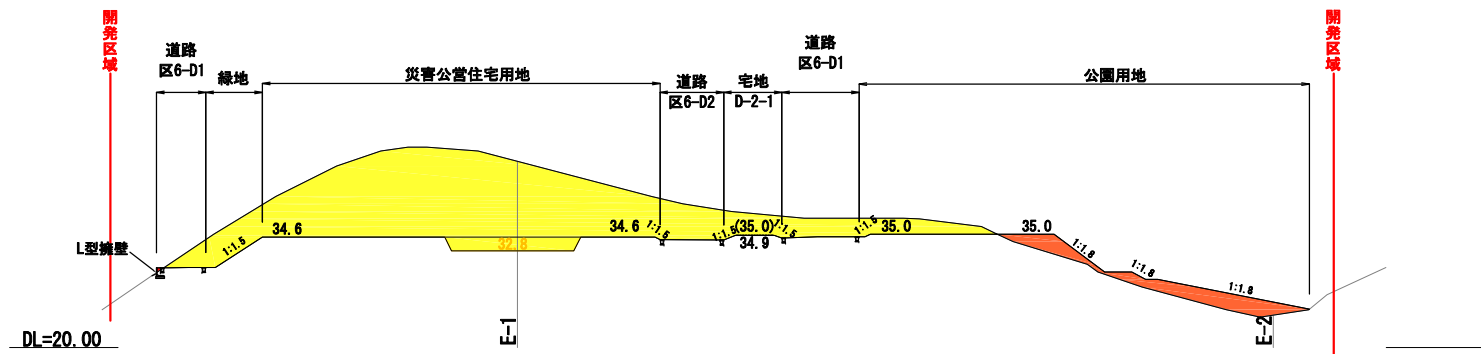 開発区域
開発区域
道路
区6-D1
緑地
災害公営住宅用地
道路
区6-D2
宅地
D-2-1
道路
区6-D1
公園用地
L型擁壁
1:1.5
34.6
32.8
34.6
1:1.5
1:1.5
(35.0)
34.9
1:1.5
1:1.5
35.0
35.0
1:1.8
1:1.8
1:1.8
E-1
E-2
DL=20.00